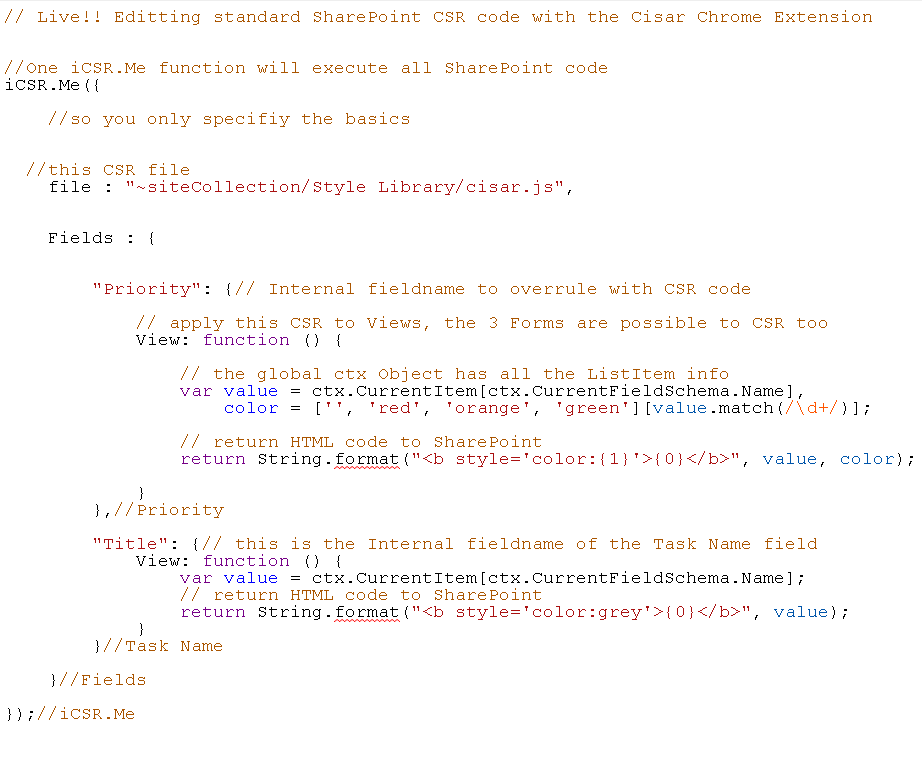 // Live!! Editting standard SharePoint CSR code with the Cisar Chrome Extension
//One iCSR.Me function will execute all SharePoint code
iCSR.Me({
//so you only specifiy the basics
//this CSR file
file : "~siteCollection/Style Library/cisar.js",
Fields : {
"Priority": {// Internal fieldname to overrule with CSR code
// apply this CSR to Views, the 3 Forms are possible to CSR too
View: function () {
// the global ctx Object has all the ListItem info
var value = ctx.CurrentItem[ctx.CurrentFieldSchema.Name],
color = ['', 'red', 'orange', 'green'][value.match(/\d+/)];
// return HTML code to SharePoint
return String.format("<b style='color:{1}'>{0}</b>", value, color);
}
},//Priority
"Title": {// this is the Internal fieldname of the Task Name field
View: function () {
var value = ctx.CurrentItem[ctx.CurrentFieldSchema.Name];
// return HTML code to SharePoint
return String.format("<b style='color:grey'>{0}</b>", value);
}
}//Task Name
}//Fields
});//iCSR.Me